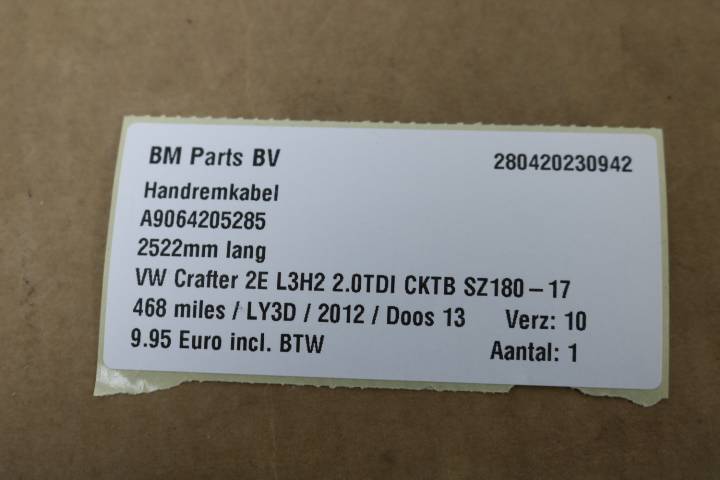 BM Parts BV 280420230942
Handremkabel
A9064205285
2522mm lang
VW Crafter 2E L3H2 2.0TDI CKTB SZ180-17
468 miles / LY3D / 2012 / Doos 13 Verz: 10
9.95 Euro incl. BTW Aantal: 1